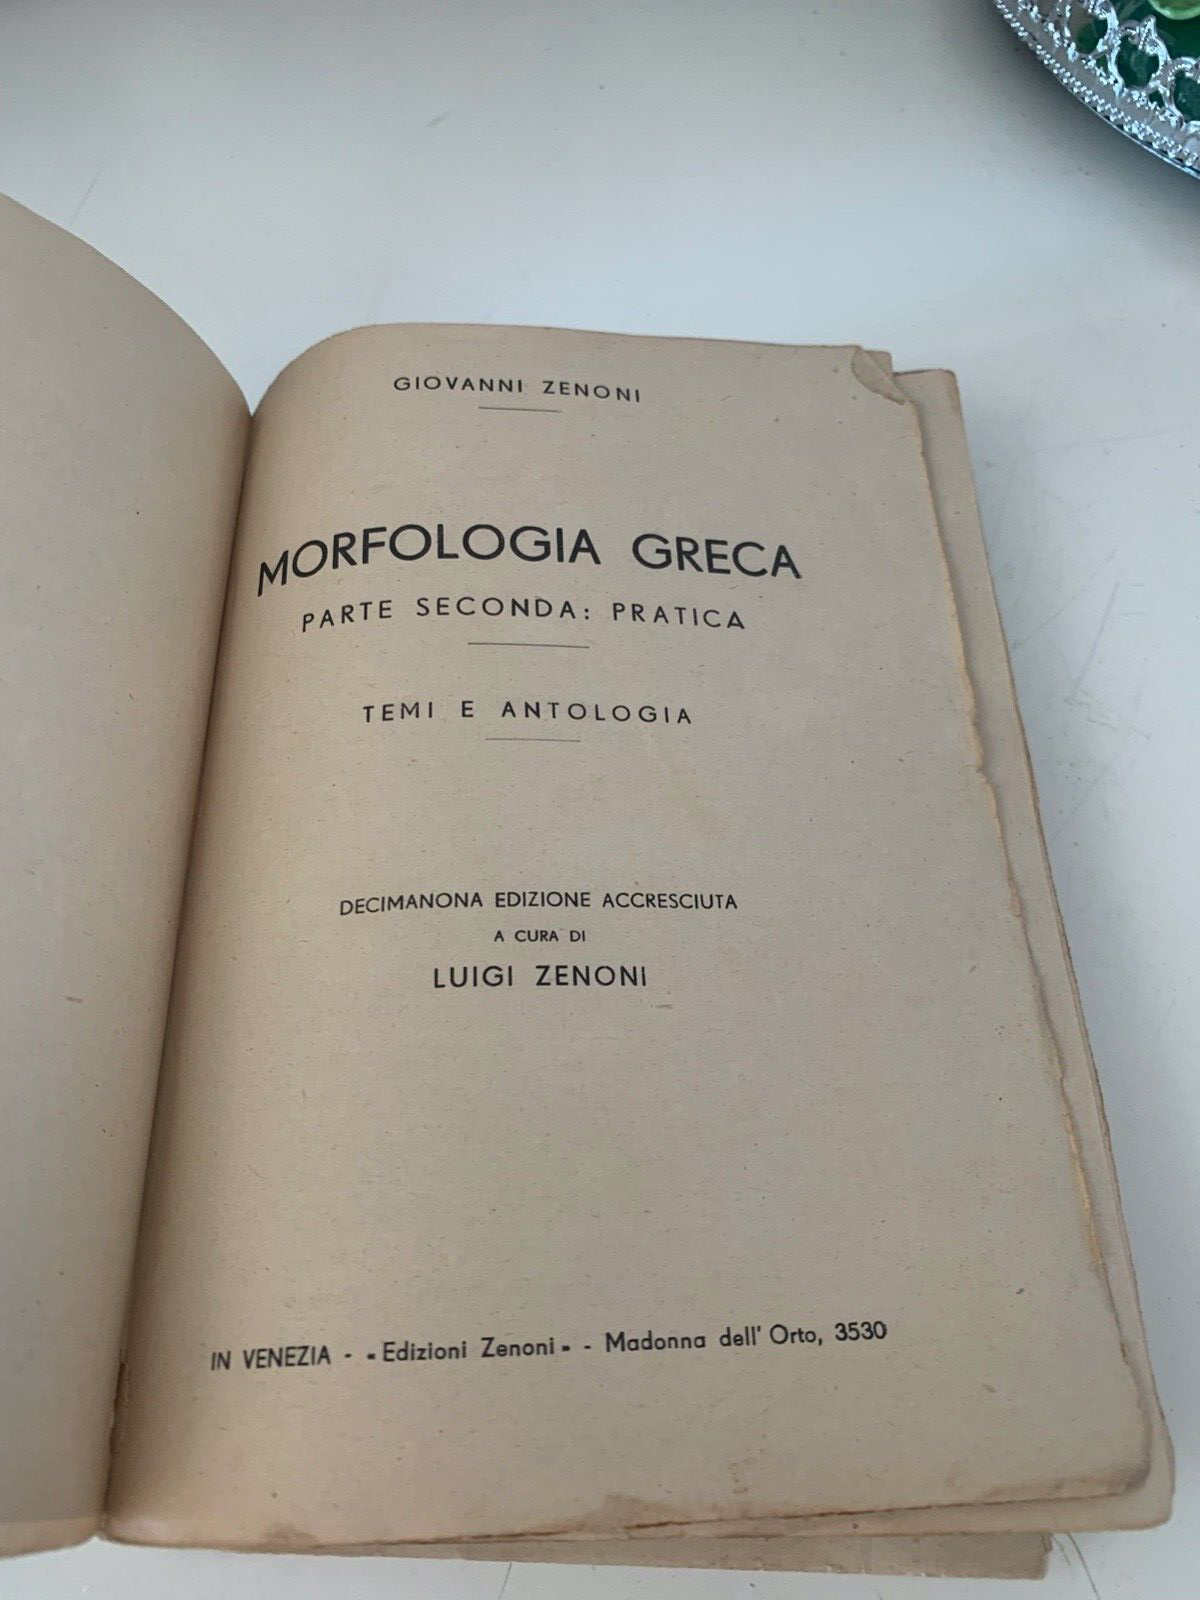 GIOVANNI ZENONI
MORFOLOGIA GRECA
PARTE SECONDA: PRATICA
TEMI E ANTOLOGIA
DECIMANONA EDIZIONE ACCRESCIUTA
A CURA DI
LUIGI ZENONI
IN VENEZIA - «Edizioni Zenoni» - Madonna dell' Orto, 3530